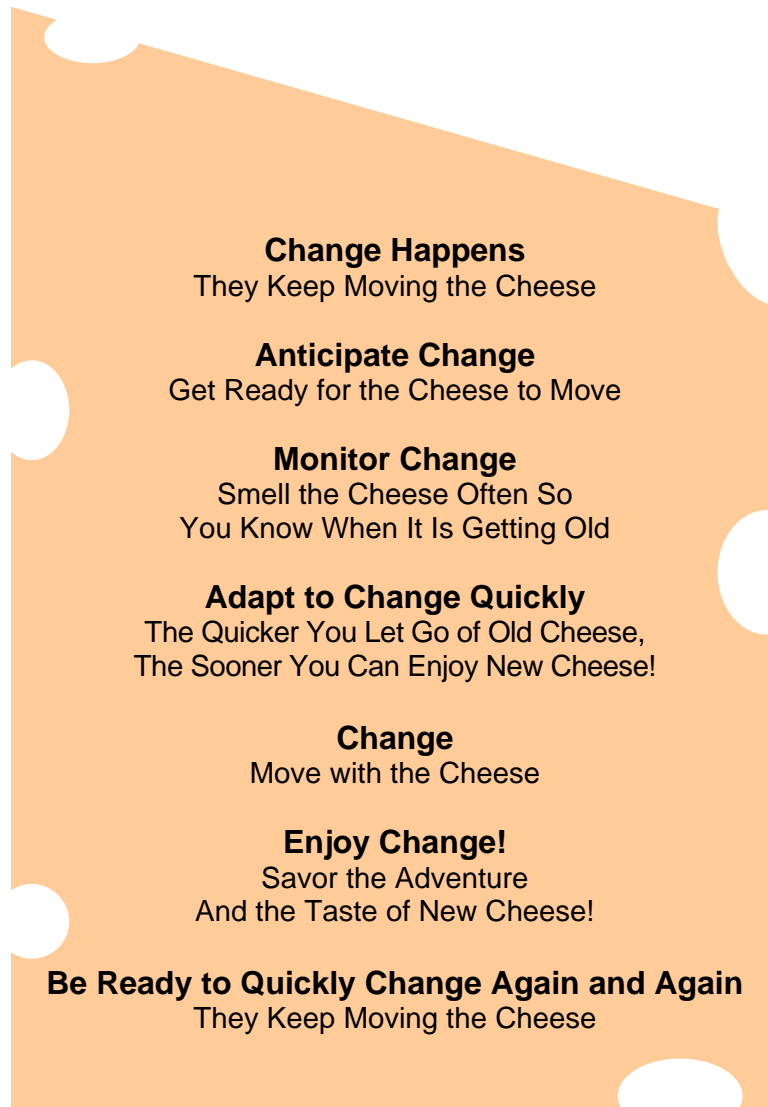 Change Happens
They Keep Moving the Cheese
Anticipate Change
Get Ready for the Cheese to Move
Monitor Change
Smell the Cheese Often So
You Know When It Is Getting Old
Adapt to Change Quickly
The Quicker You Let Go of Old Cheese,
The Sooner You Can Enjoy New Cheese!
Change
Move with the Cheese
Enjoy Change!
Savor the Adventure
And the Taste of New Cheese!
Be Ready to Quickly Change Again and Again
They Keep Moving the Cheese